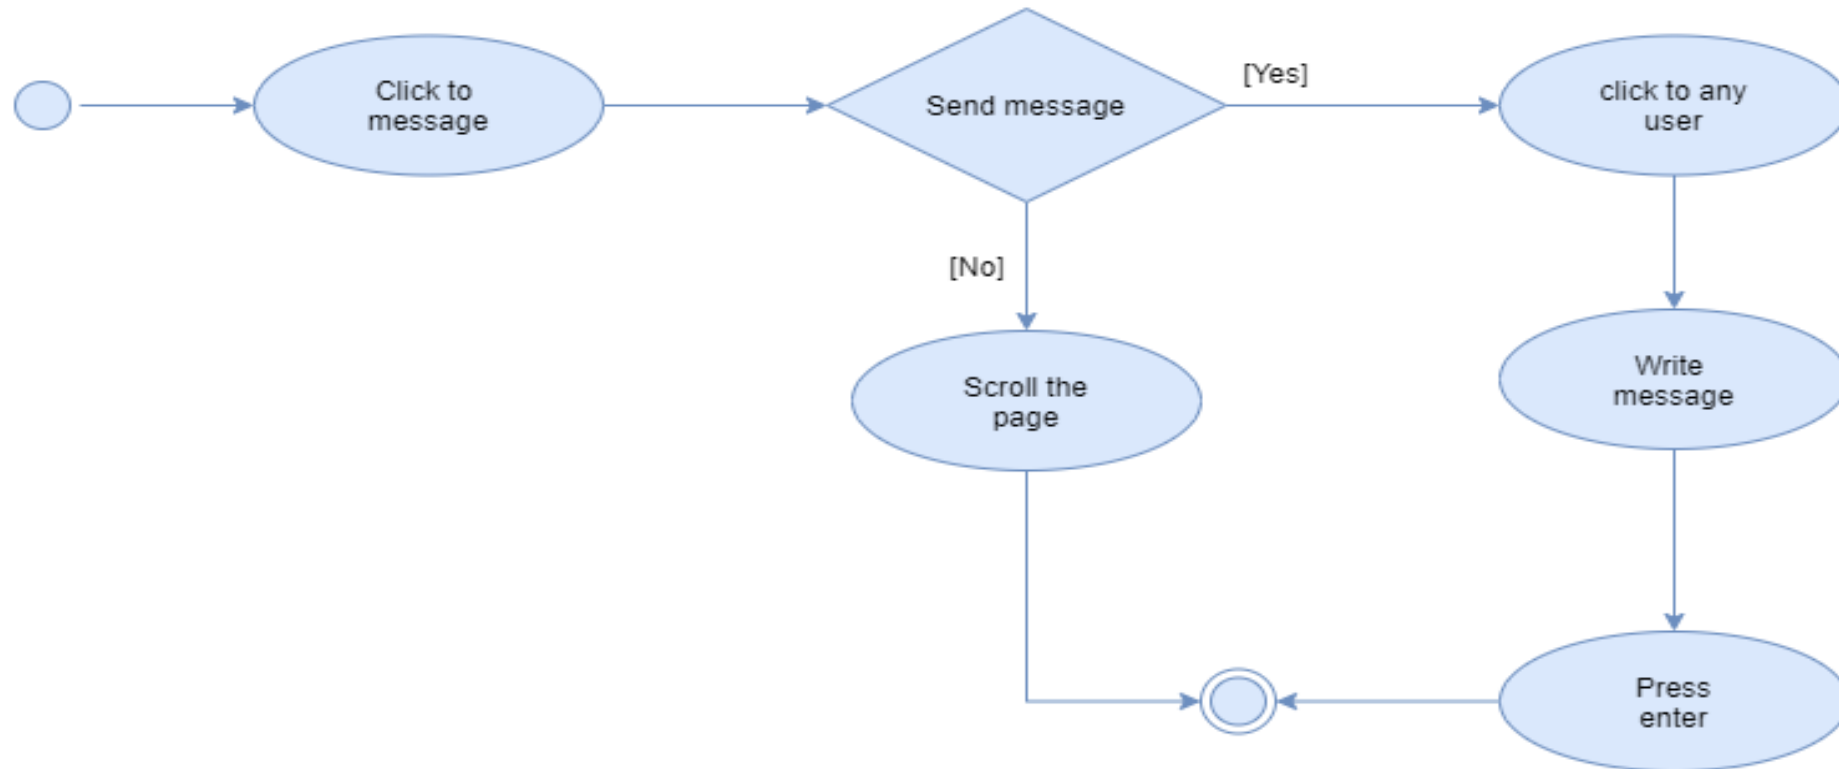 Click to
message
Send message
[Yes]
click to any
user
[No]
Scroll the
page
Write
message
Press
enter